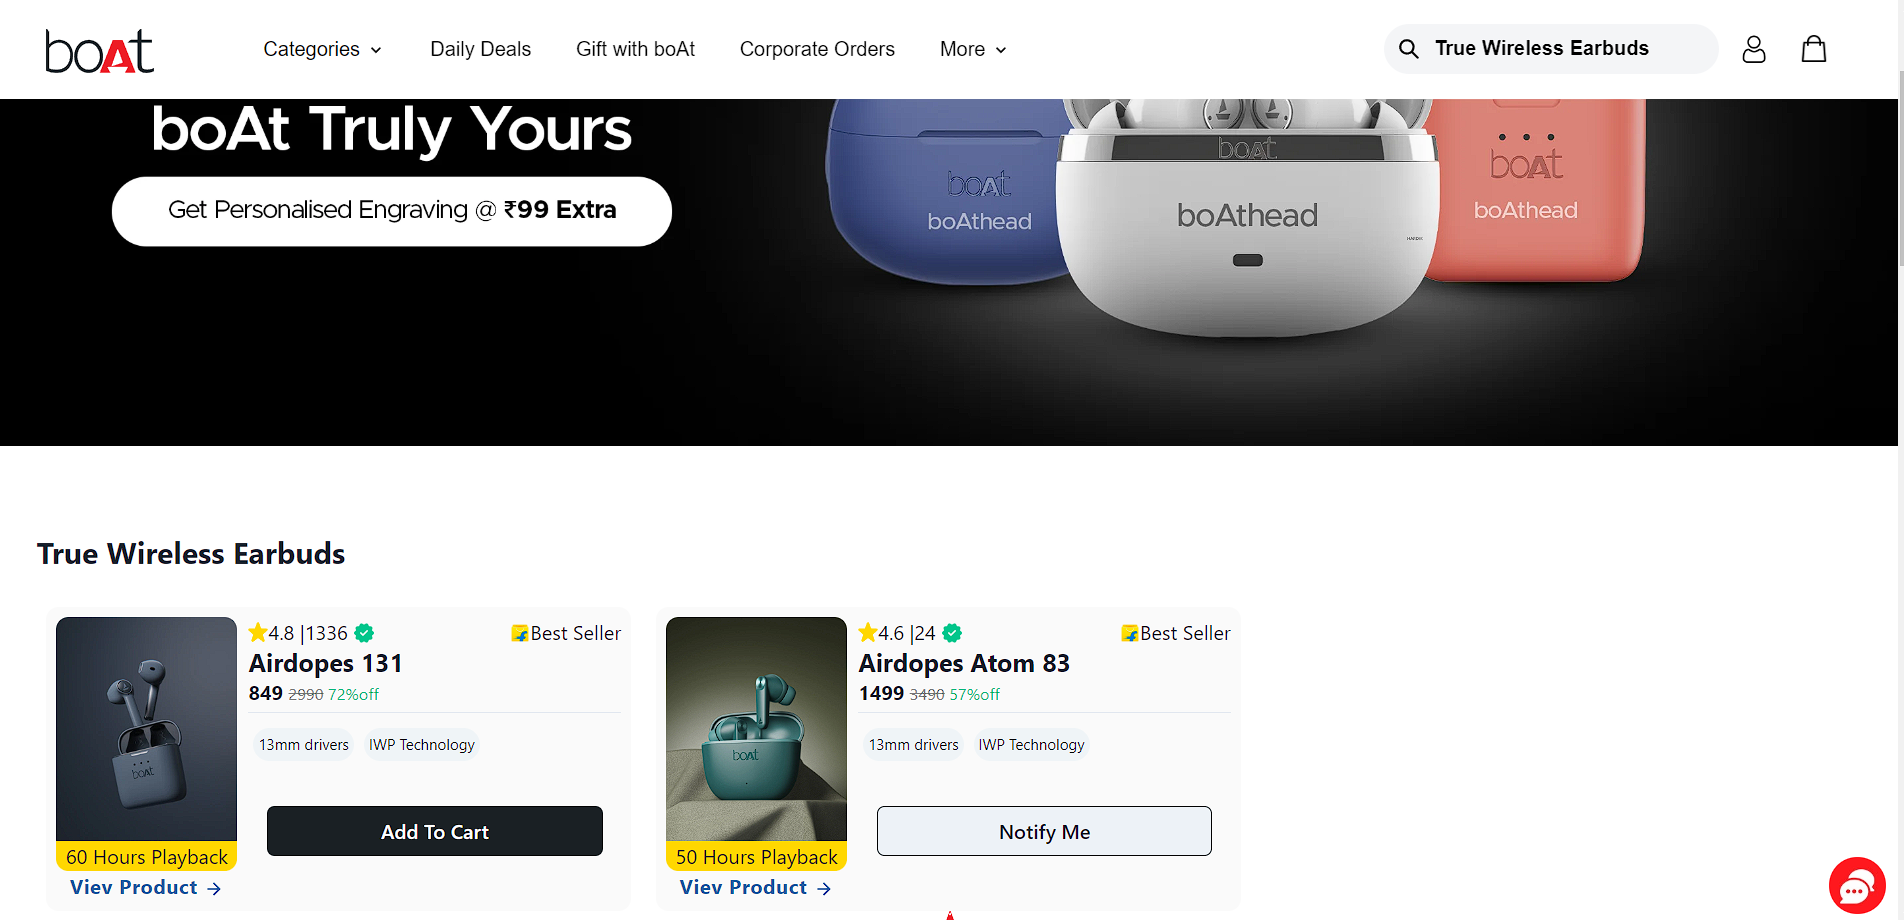 boAt
Categories
Daily Deals
Gift with boAt
Corporate Orders
More
True Wireless Earbuds
boAt Truly Yours
Get Personalised Engraving @ ₹99 Extra
boAt
boAthead
boAt
boAthead
boAt
boAthead
True Wireless Earbuds
4.8 |1336
Best Seller
Airdopes 131
849 2990 72%off
13mm drivers
IWP Technology
boAt
Add To Cart
60 Hours Playback
Viev Product →
4.6 |24
Best Seller
Airdopes Atom 83
1499 3490 57%off
13mm drivers
IWP Technology
boAt
Notify Me
50 Hours Playback
Viev Product →